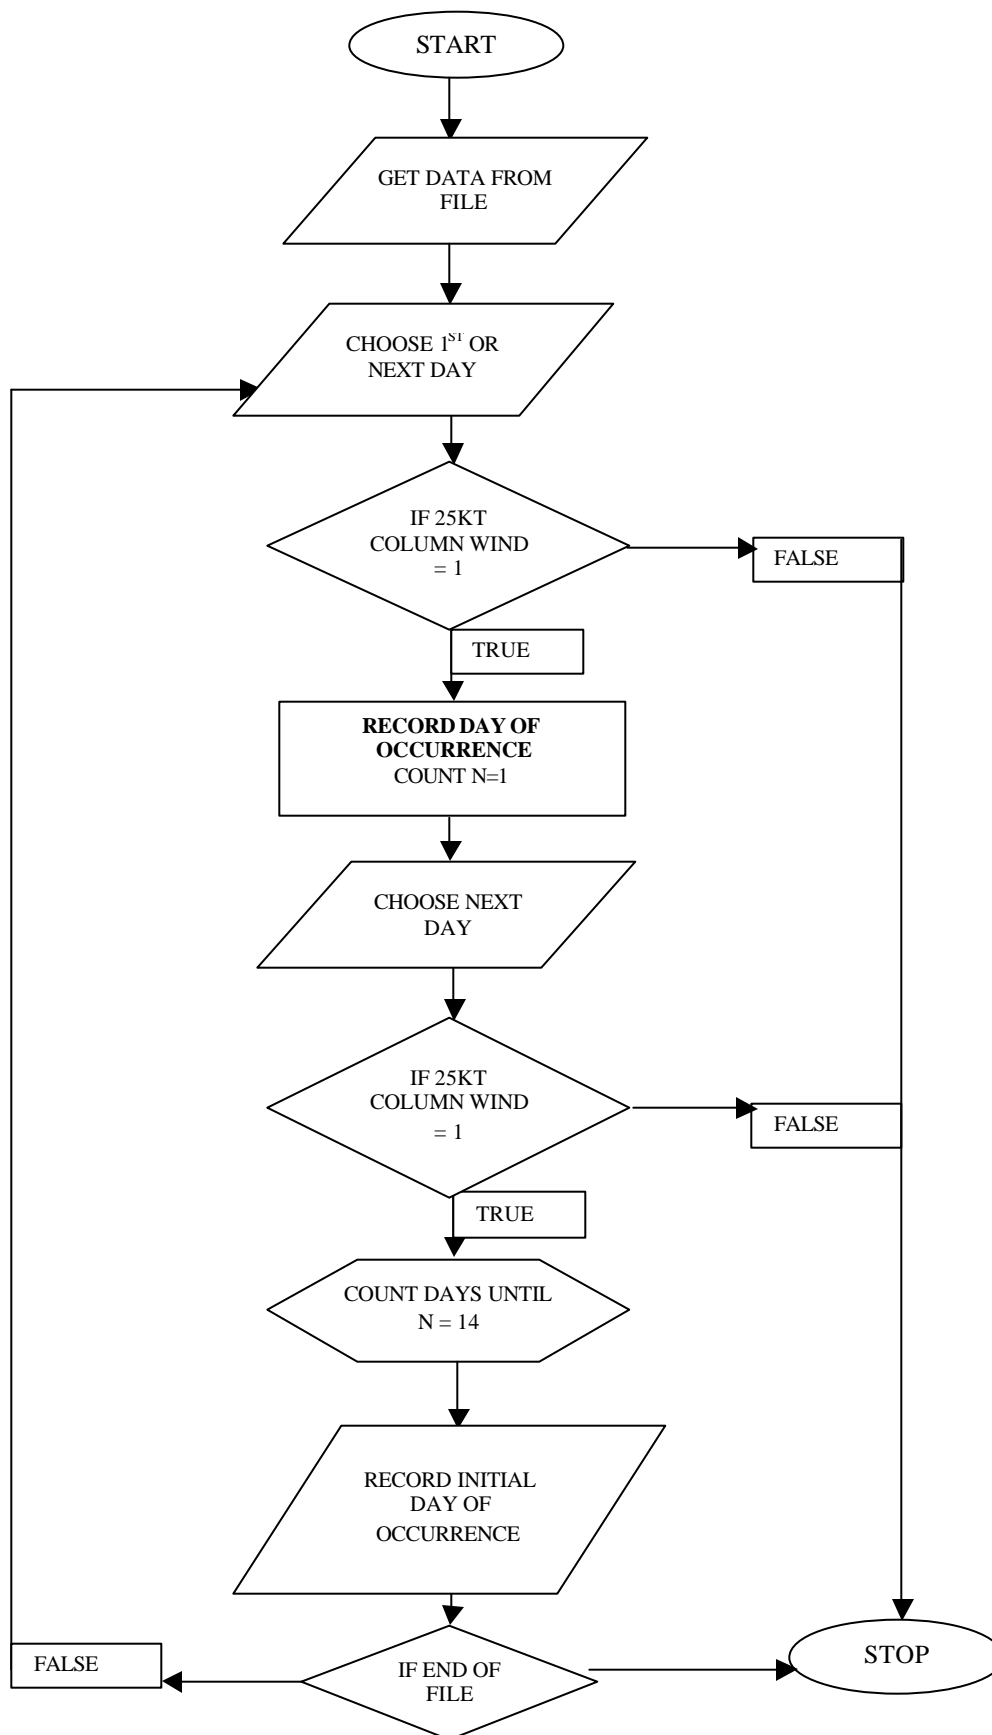 START
GET DATA FROM
FILE
CHOOSE 1ST OR
NEXT DAY
IF 25KT
COLUMN WIND
= 1
FALSE
TRUE
RECORD DAY OF
OCCURRENCE
COUNT N=1
CHOOSE NEXT
DAY
IF 25KT
COLUMN WIND
= 1
FALSE
TRUE
COUNT DAYS UNTIL
N = 14
RECORD INITIAL
DAY OF
OCCURRENCE
FALSE
IF END OF
FILE
STOP